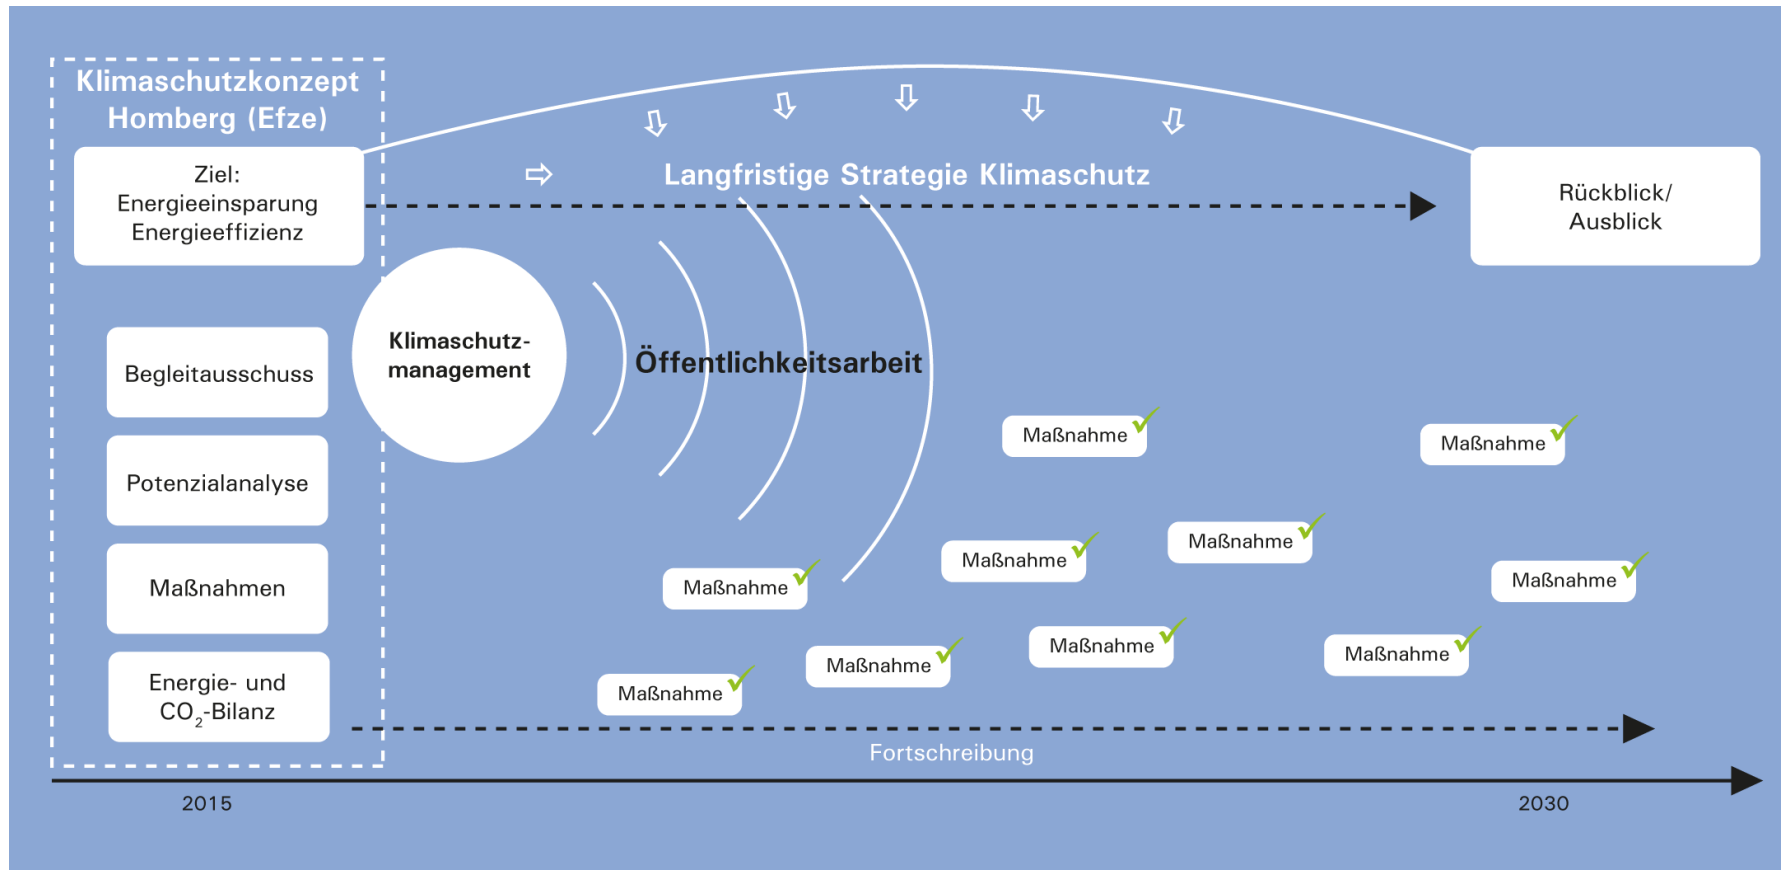 Klimaschutzkonzept
Homberg (Efze)
Ziel:
Energieeinsparung
Energieeffizienz
Langfristige Strategie Klimaschutz
Rückblick/
Ausblick
Klimaschutz-
management
Öffentlichkeitsarbeit
Begleitausschuss
Potenzialanalyse
Maßnahmen
Energie- und
CO₂-Bilanz
Maßnahme
Maßnahme
Maßnahme
Maßnahme
Maßnahme
Maßnahme
Maßnahme
Maßnahme
Maßnahme
Maßnahme
Fortschreibung
2015
2030